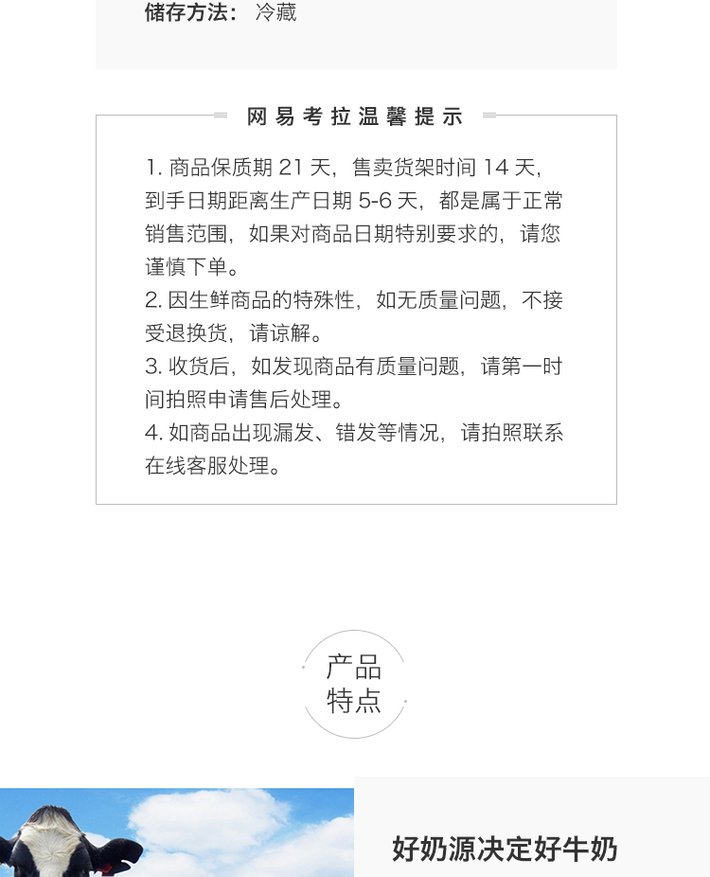 储存方法： 冷藏
网易考拉温馨提示
1. 商品保质期 21 天，售卖货架时间 14 天，
到手日期距离生产日期 5-6 天，都是属于正常
销售范围，如果对商品日期特别要求的，请您
谨慎下单。
2. 因生鲜商品的特殊性，如无质量问题，不接
受退换货，请谅解。
3. 收货后，如发现商品有质量问题，请第一时
间拍照申请售后处理。
4. 如商品出现漏发、错发等情况，请拍照联系
在线客服处理。
产品
特点
好奶源决定好牛奶